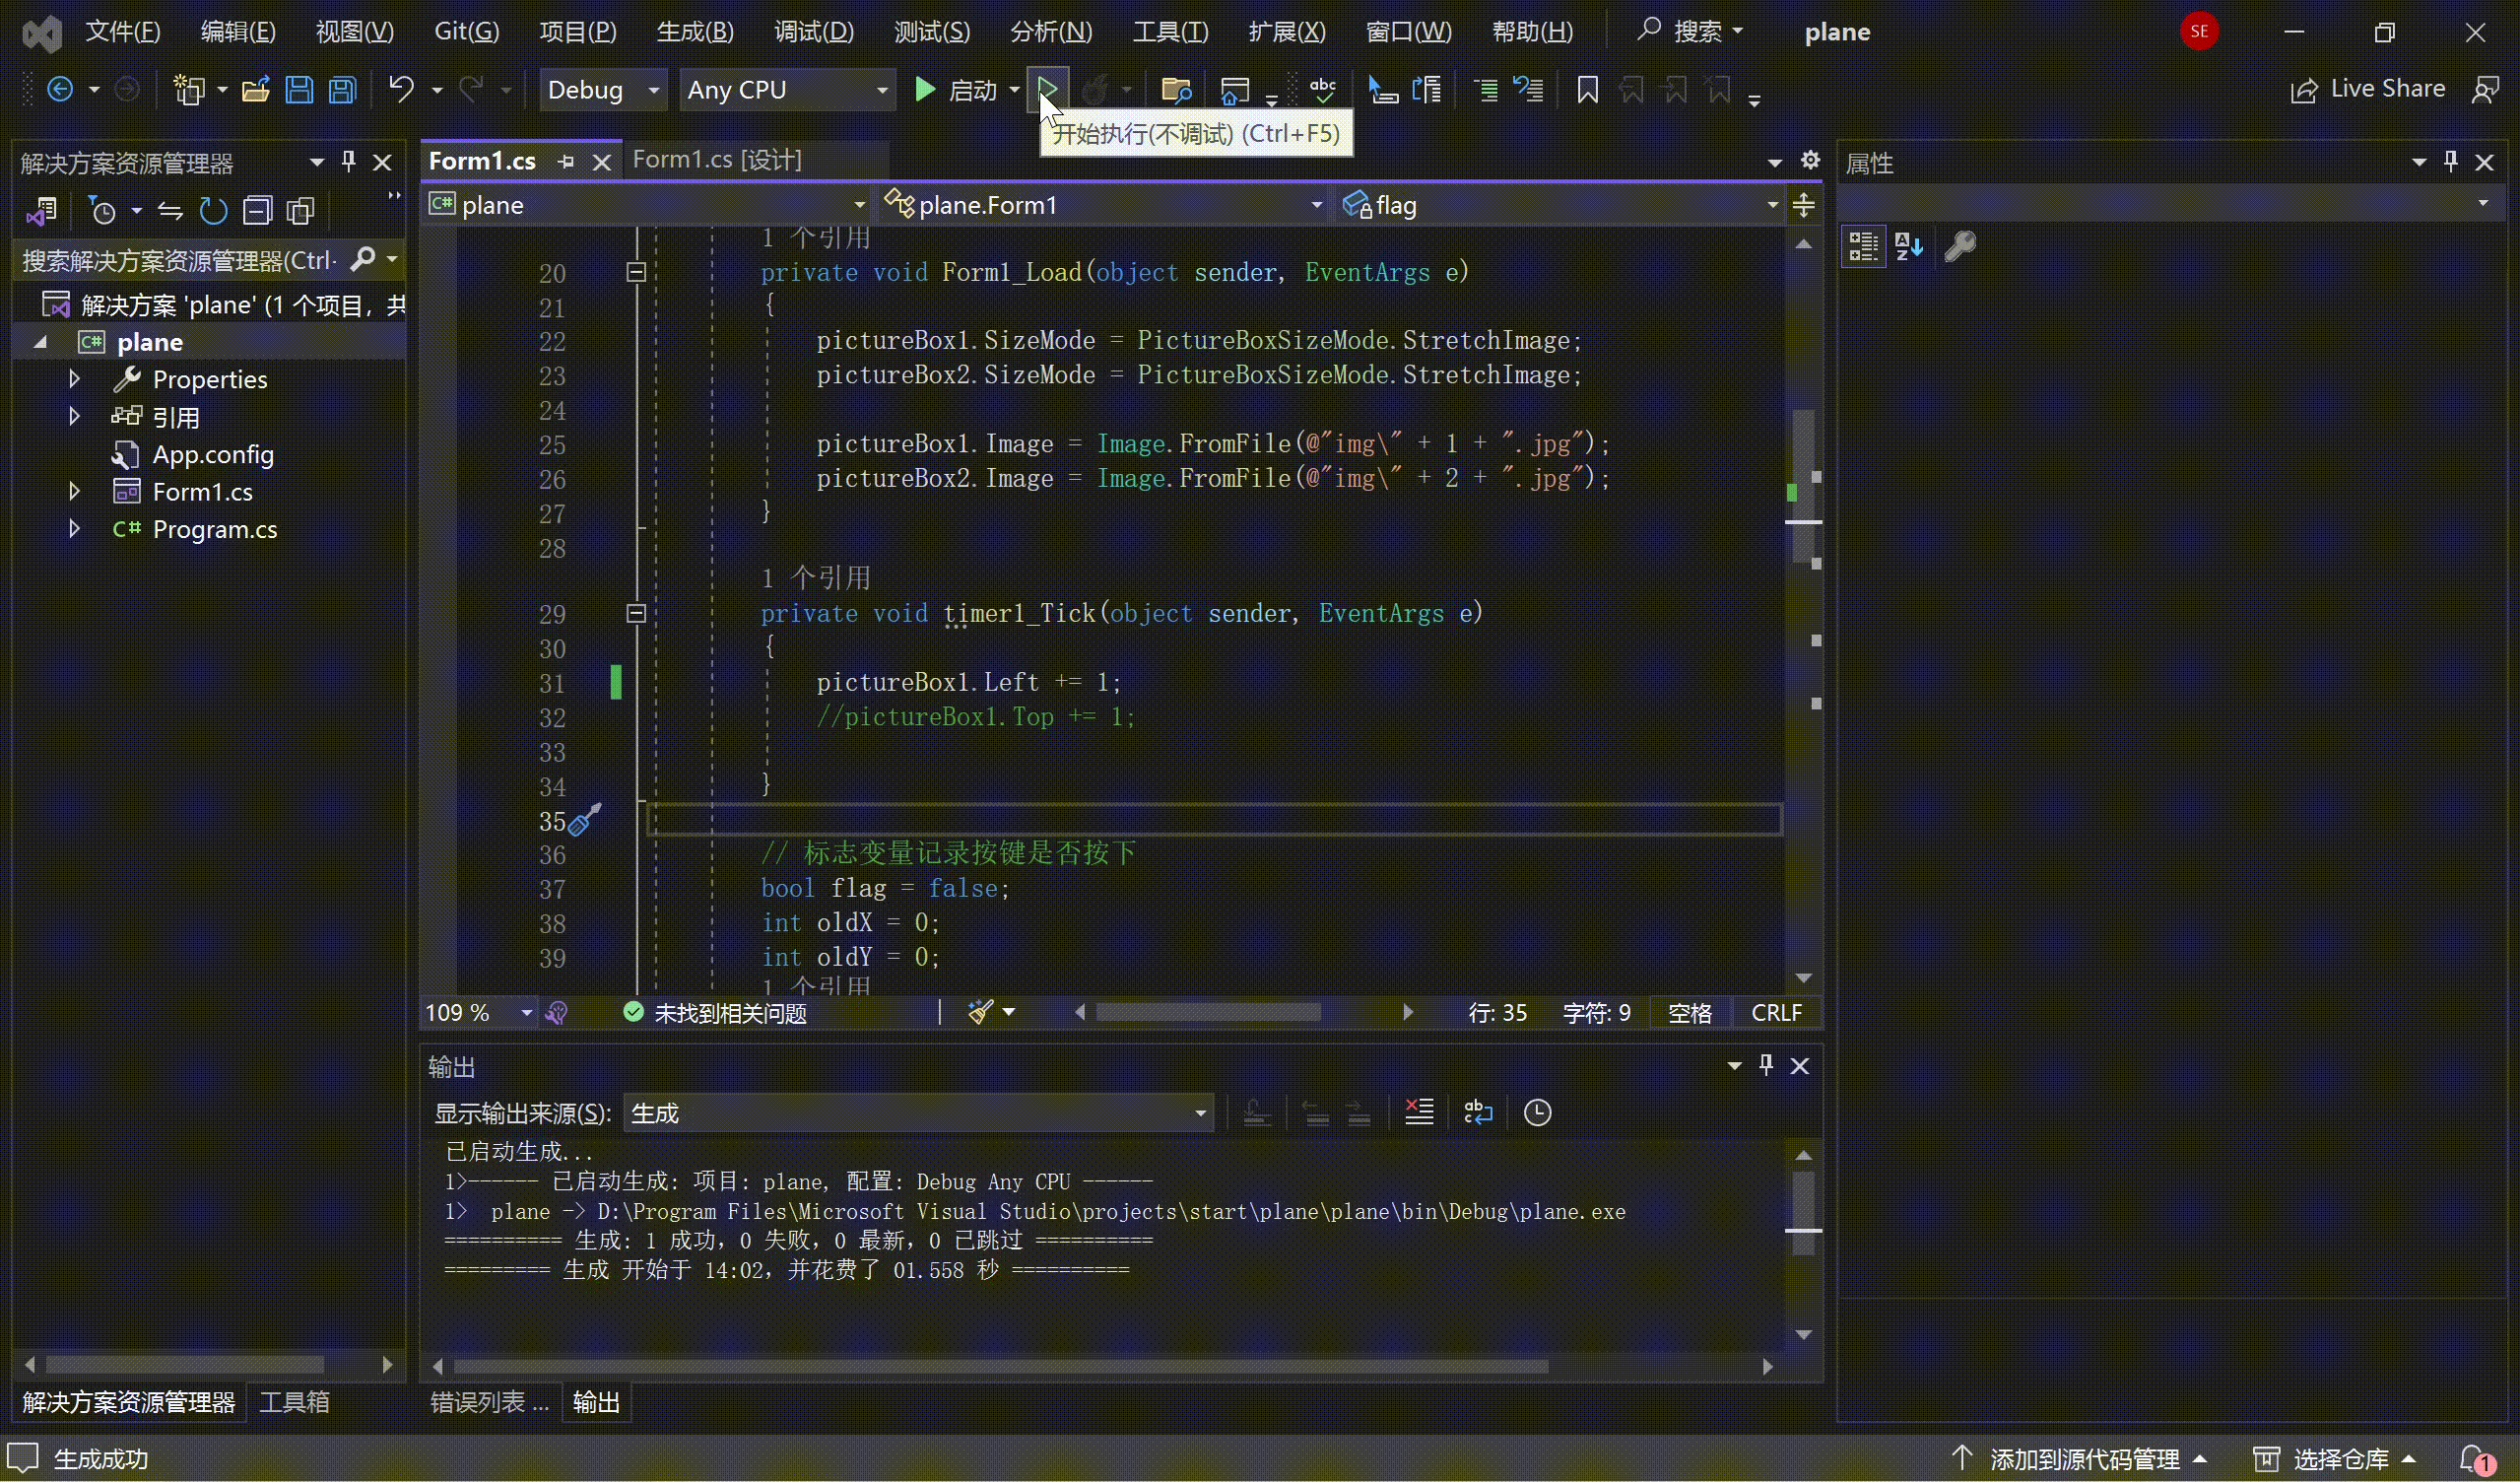 文件(F) 编辑(E) 视图(V) Git(G) 项目(P) 生成(B) 调试(D) 测试(S) 分析(N) 工具(T) 扩展(X) 窗口(W) 帮助(H) 搜索 plane SE
Debug Any CPU 启动 Live Share
开始执行(不调试) (Ctrl+F5)
解决方案资源管理器
搜索解决方案资源管理器(Ctrl-
解决方案 'plane' (1 个项目, 共
plane
Properties
引用
App.config
Form1.cs
C# Program.cs
解决方案资源管理器 工具箱
Form1.cs Form1.cs [设计]
C# plane plane.Form1 flag
1 个引用
20 private void Form1_Load(object sender, EventArgs e)
21 {
22 pictureBox1.SizeMode = PictureBoxSizeMode.StretchImage;
23 pictureBox2.SizeMode = PictureBoxSizeMode.StretchImage;
24
25 pictureBox1.Image = Image.FromFile(@"img\" + 1 + ".jpg");
26 pictureBox2.Image = Image.FromFile(@"img\" + 2 + ".jpg");
27 }
28
1 个引用
29 private void timer1_Tick(object sender, EventArgs e)
30 {
31 pictureBox1.Left += 1;
32 //pictureBox1.Top += 1;
33
34 }
35
36 // 标志变量记录按键是否按下
37 bool flag = false;
38 int oldX = 0;
39 int oldY = 0;
1 个引用
109 % 未找到相关问题 行: 35 字符: 9 空格 CRLF
输出
显示输出来源(S): 生成
已启动生成...
1>------ 已启动生成: 项目: plane, 配置: Debug Any CPU ------
1> plane -> D:\Program Files\Microsoft Visual Studio\projects\start\plane\plane\bin\Debug\plane.exe
========== 生成: 1 成功，0 失败，0 最新，0 已跳过 ==========
========= 生成 开始于 14:02，并花费了 01.558 秒 ==========
错误列表 ... 输出
属性
生成成功 添加到源代码管理 选择仓库 1